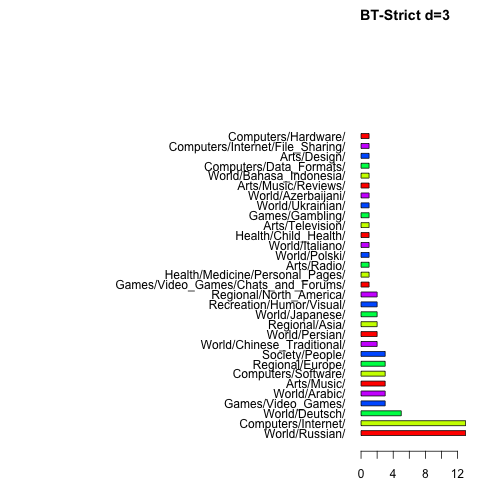 BT-Strict d=3
Computers/Hardware/
Computers/Internet/File_Sharing/
Arts/Design/
Computers/Data_Formats/
World/Bahasa_Indonesia/
Arts/Music/Reviews/
World/Azerbaijani/
World/Ukrainian/
Games/Gambling/
Arts/Television/
Health/Child_Health/
World/Italiano/
World/Polski/
Arts/Radio/
Health/Medicine/Personal_Pages/
Games/Video_Games/Chats_and_Forums/
Regional/North_America/
Recreation/Humor/Visual/
World/Japanese/
Regional/Asia/
World/Persian/
World/Chinese_Traditional/
Society/People/
Regional/Europe/
Computers/Software/
Arts/Music/
World/Arabic/
Games/Video_Games/
World/Deutsch/
Computers/Internet/
World/Russian/
0 4 8 12